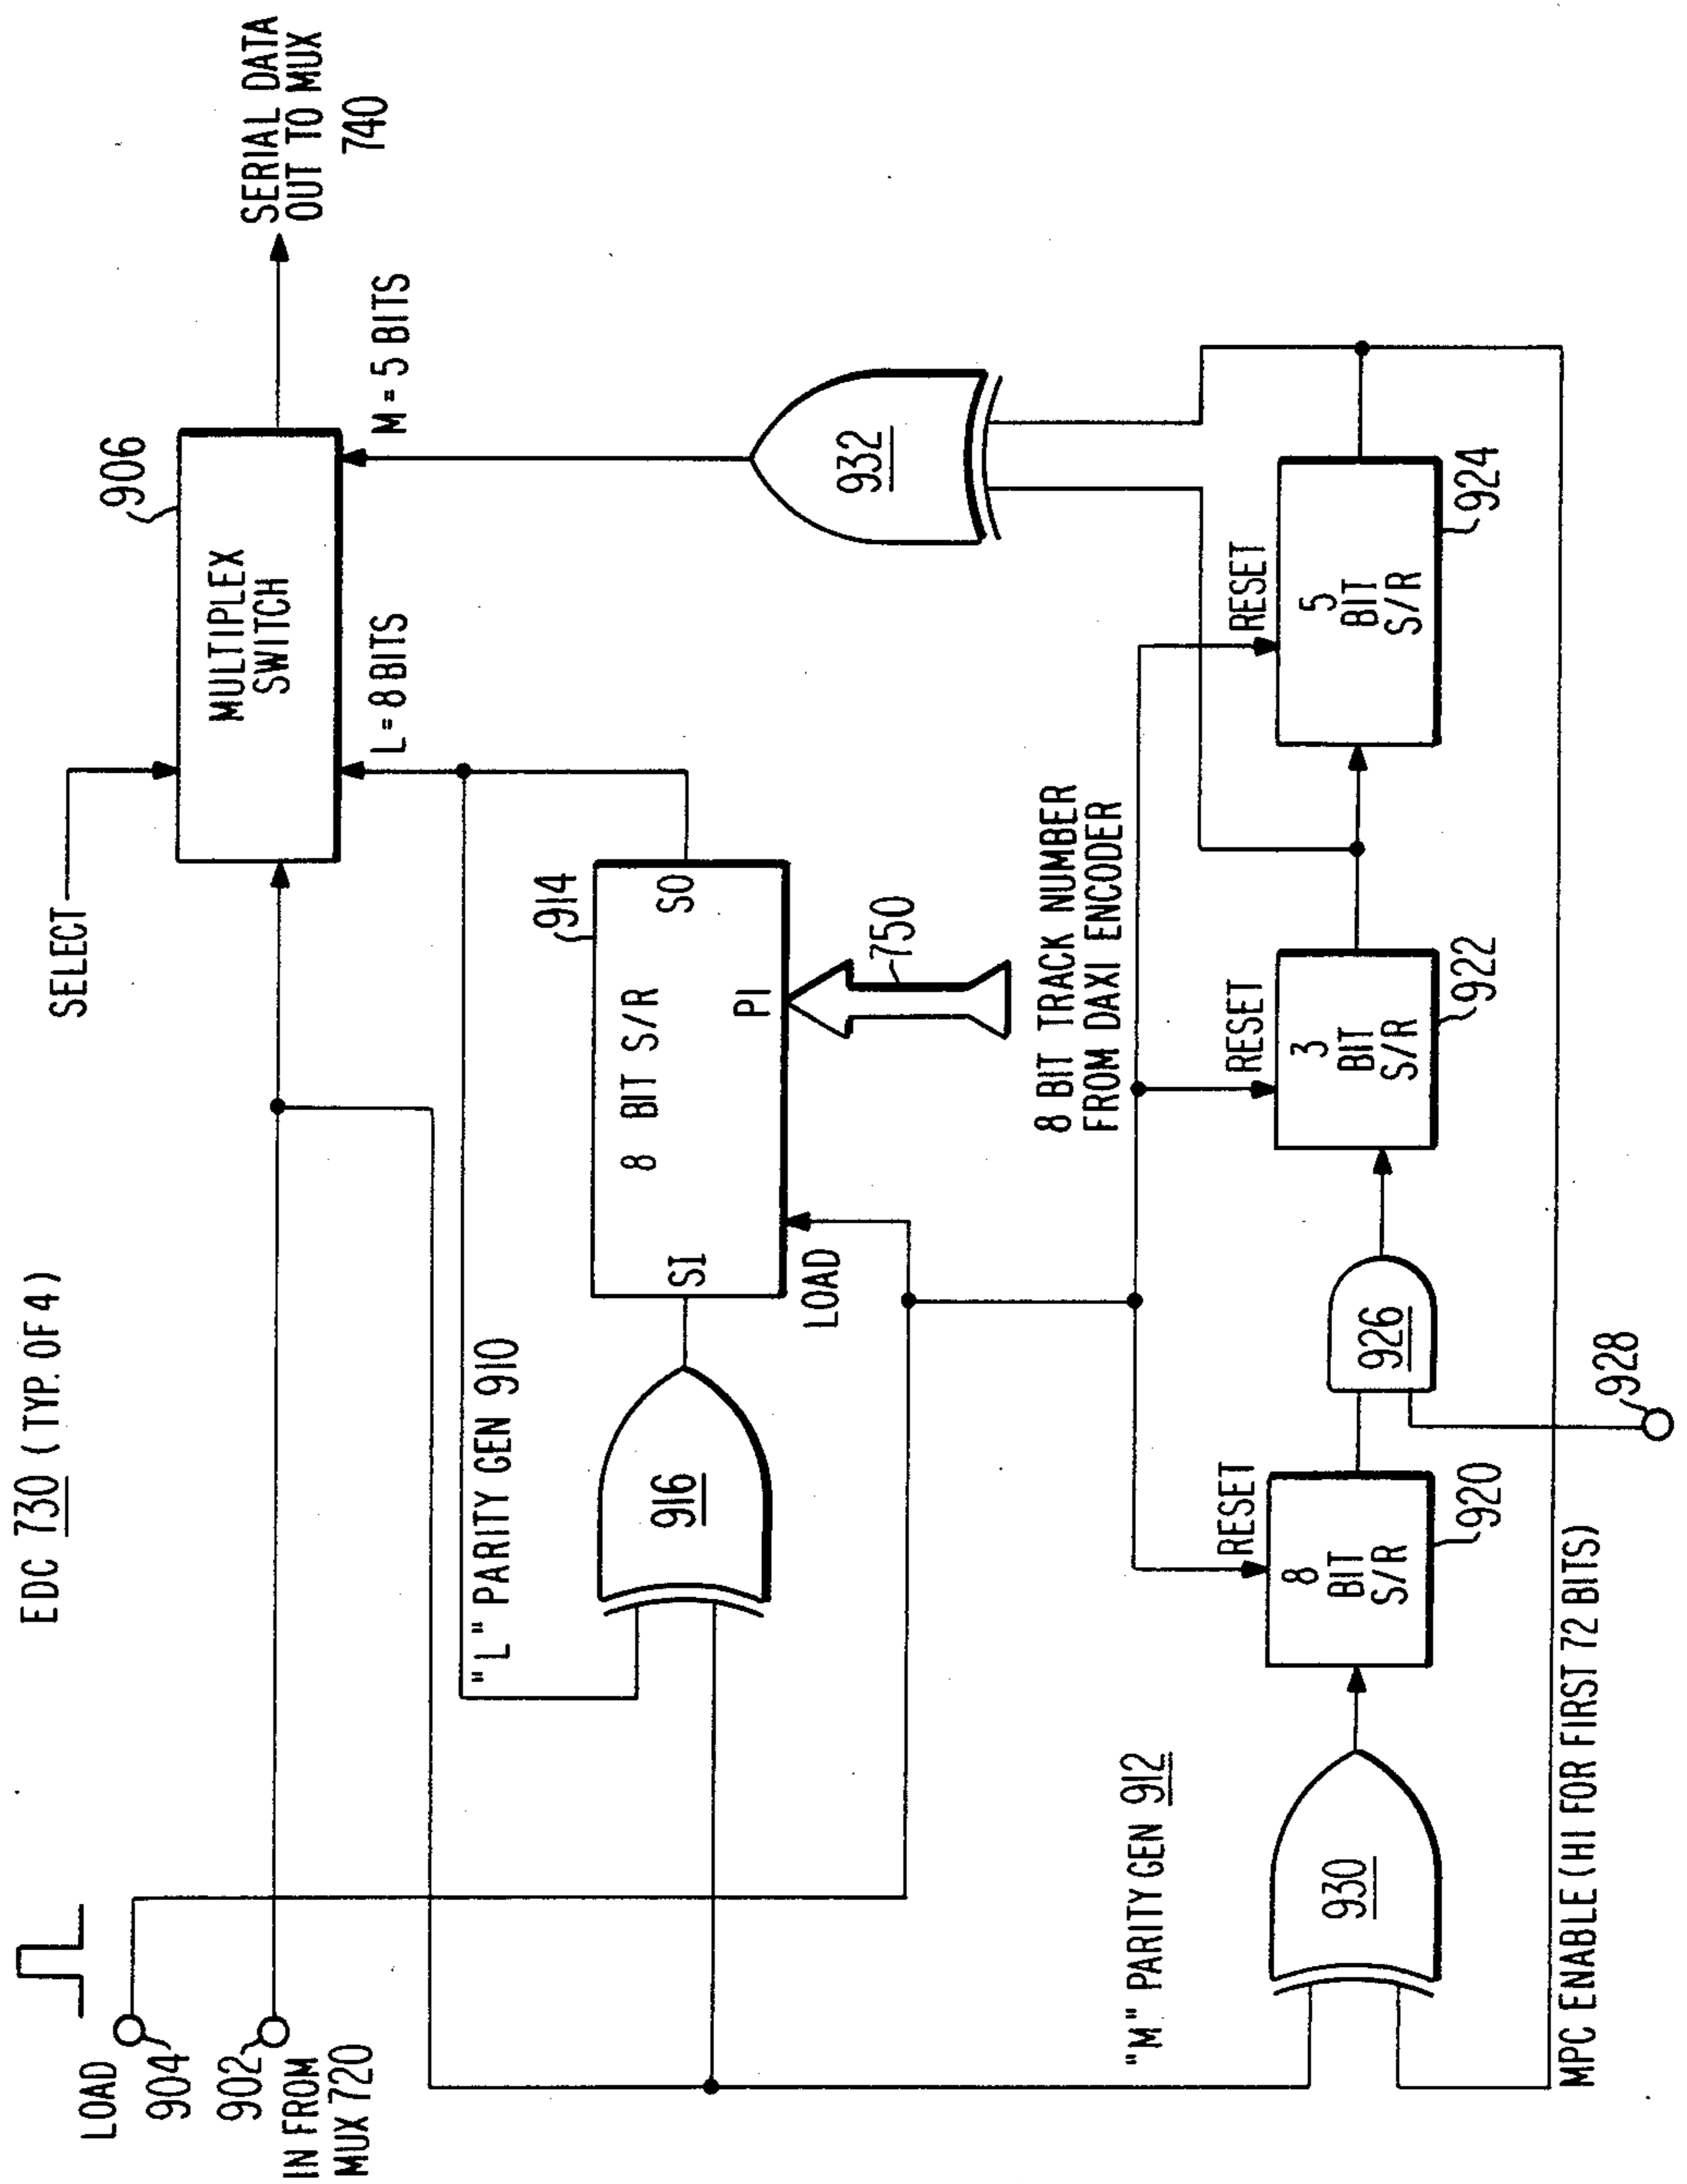 EDC 730 (TYP. OF 4)
LOAD
904
902
IN FROM
MUX 720
SELECT
MULTIPLEX
SWITCH
906
SERIAL DATA
OUT TO MUX
740
L = 8 BITS
M = 5 BITS
"L" PARITY GEN 910
916
SI
8 BIT S/R
SO
914
PI
LOAD
750
8 BIT TRACK NUMBER
FROM DAXI ENCODER
932
"M" PARITY GEN 912
930
RESET
8
BIT
S/R
920
926
928
RESET
3
BIT
S/R
922
RESET
5
BIT
S/R
924
MPC ENABLE (HI FOR FIRST 72 BITS)